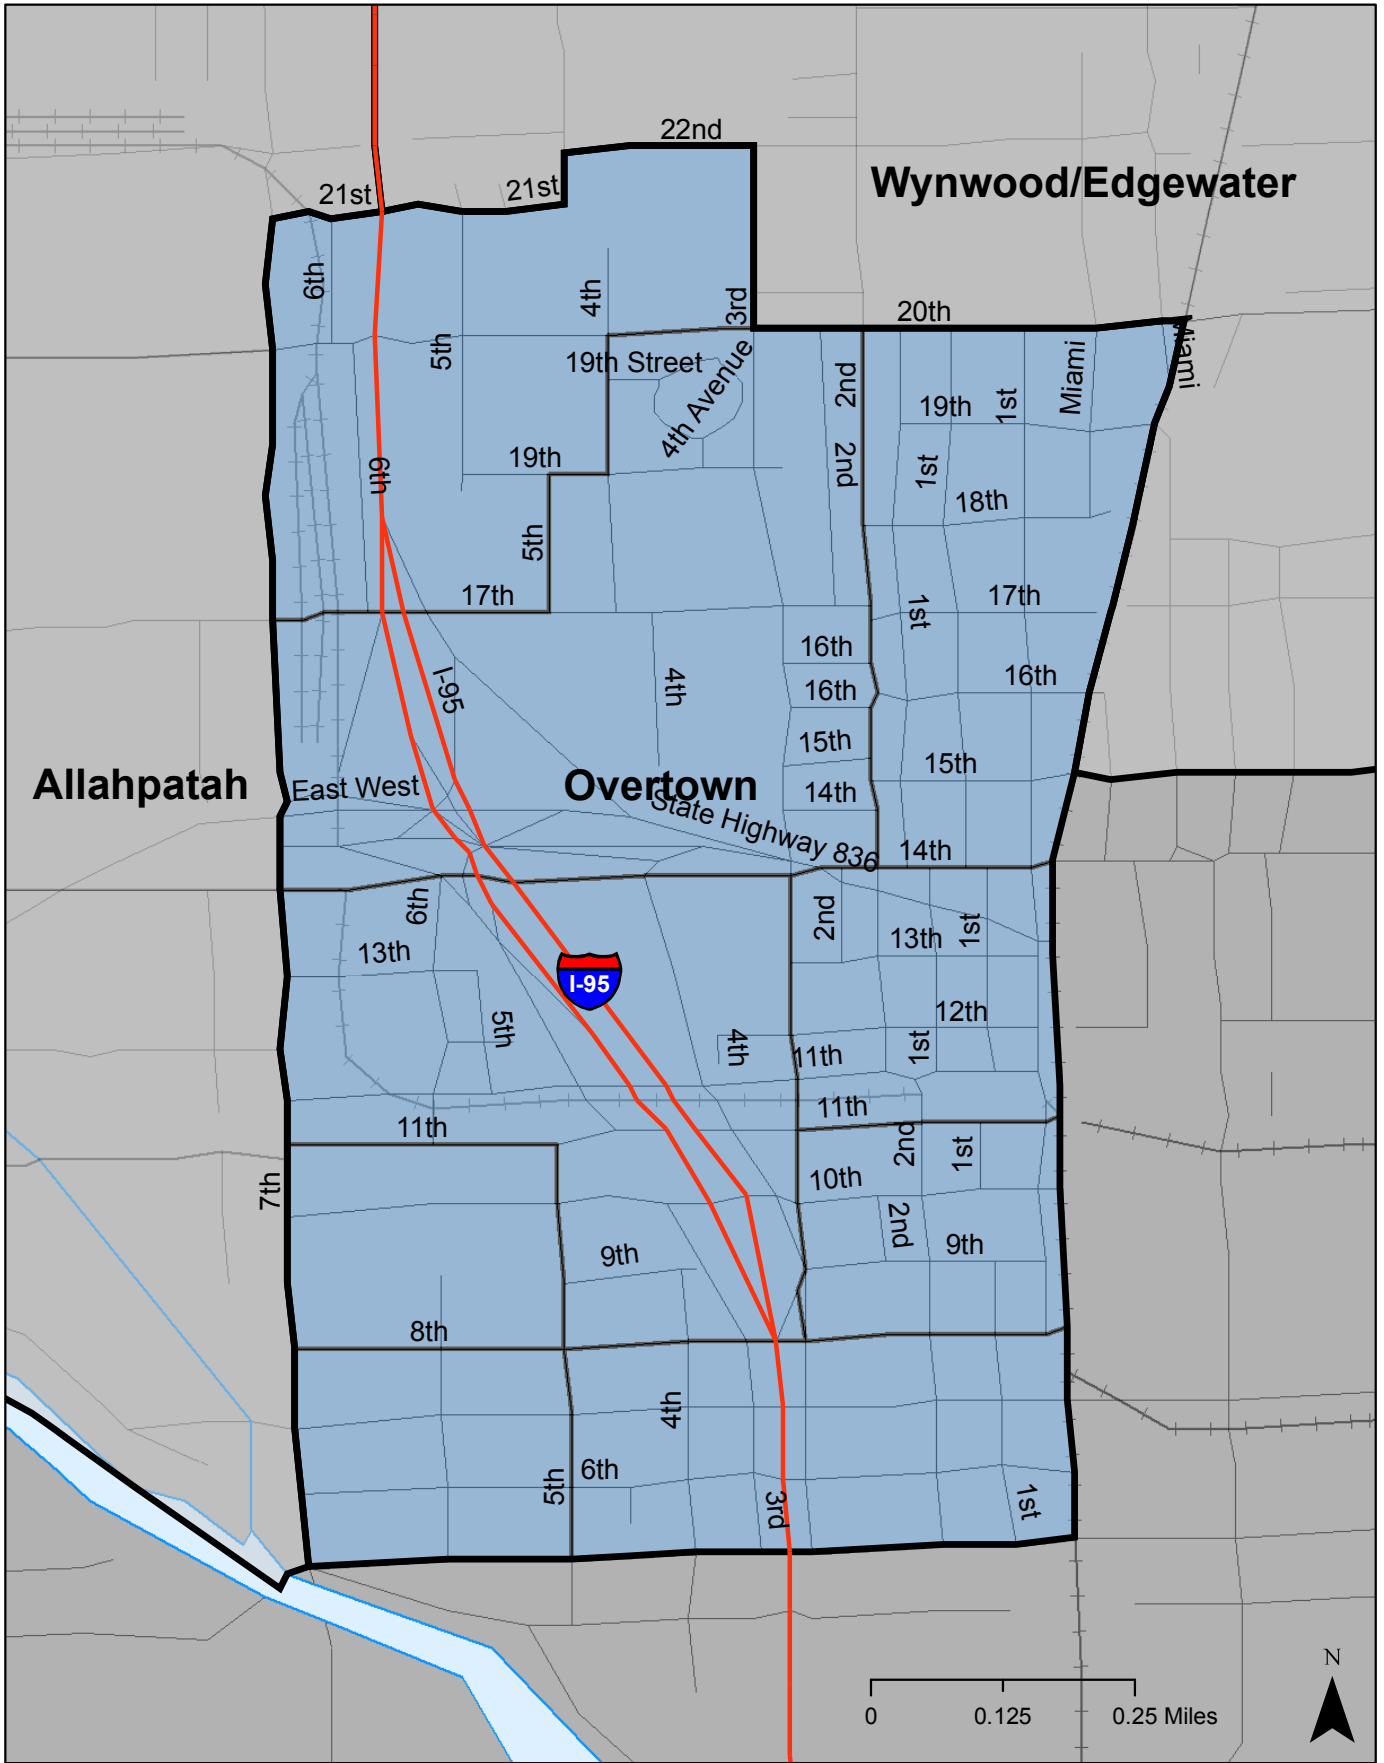 22nd
Wynwood/Edgewater
21st
21st
6th
4th
3rd
20th
Miami
5th
19th Street
4th Avenue
2nd
Miami
19th
1st
6th
19th
2nd
1st
18th
5th
17th
17th
1st
16th
I-95
4th
16th
16th
15th
15th
Allahpatah
Overtown
East West
14th
State Highway 836
14th
6th
2nd
13th
1st
13th
I-95
12th
5th
4th
11th
1st
11th
11th
2nd
1st
7th
10th
2nd
9th
9th
8th
4th
6th
5th
3rd
1st
N
0
0.125
0.25 Miles